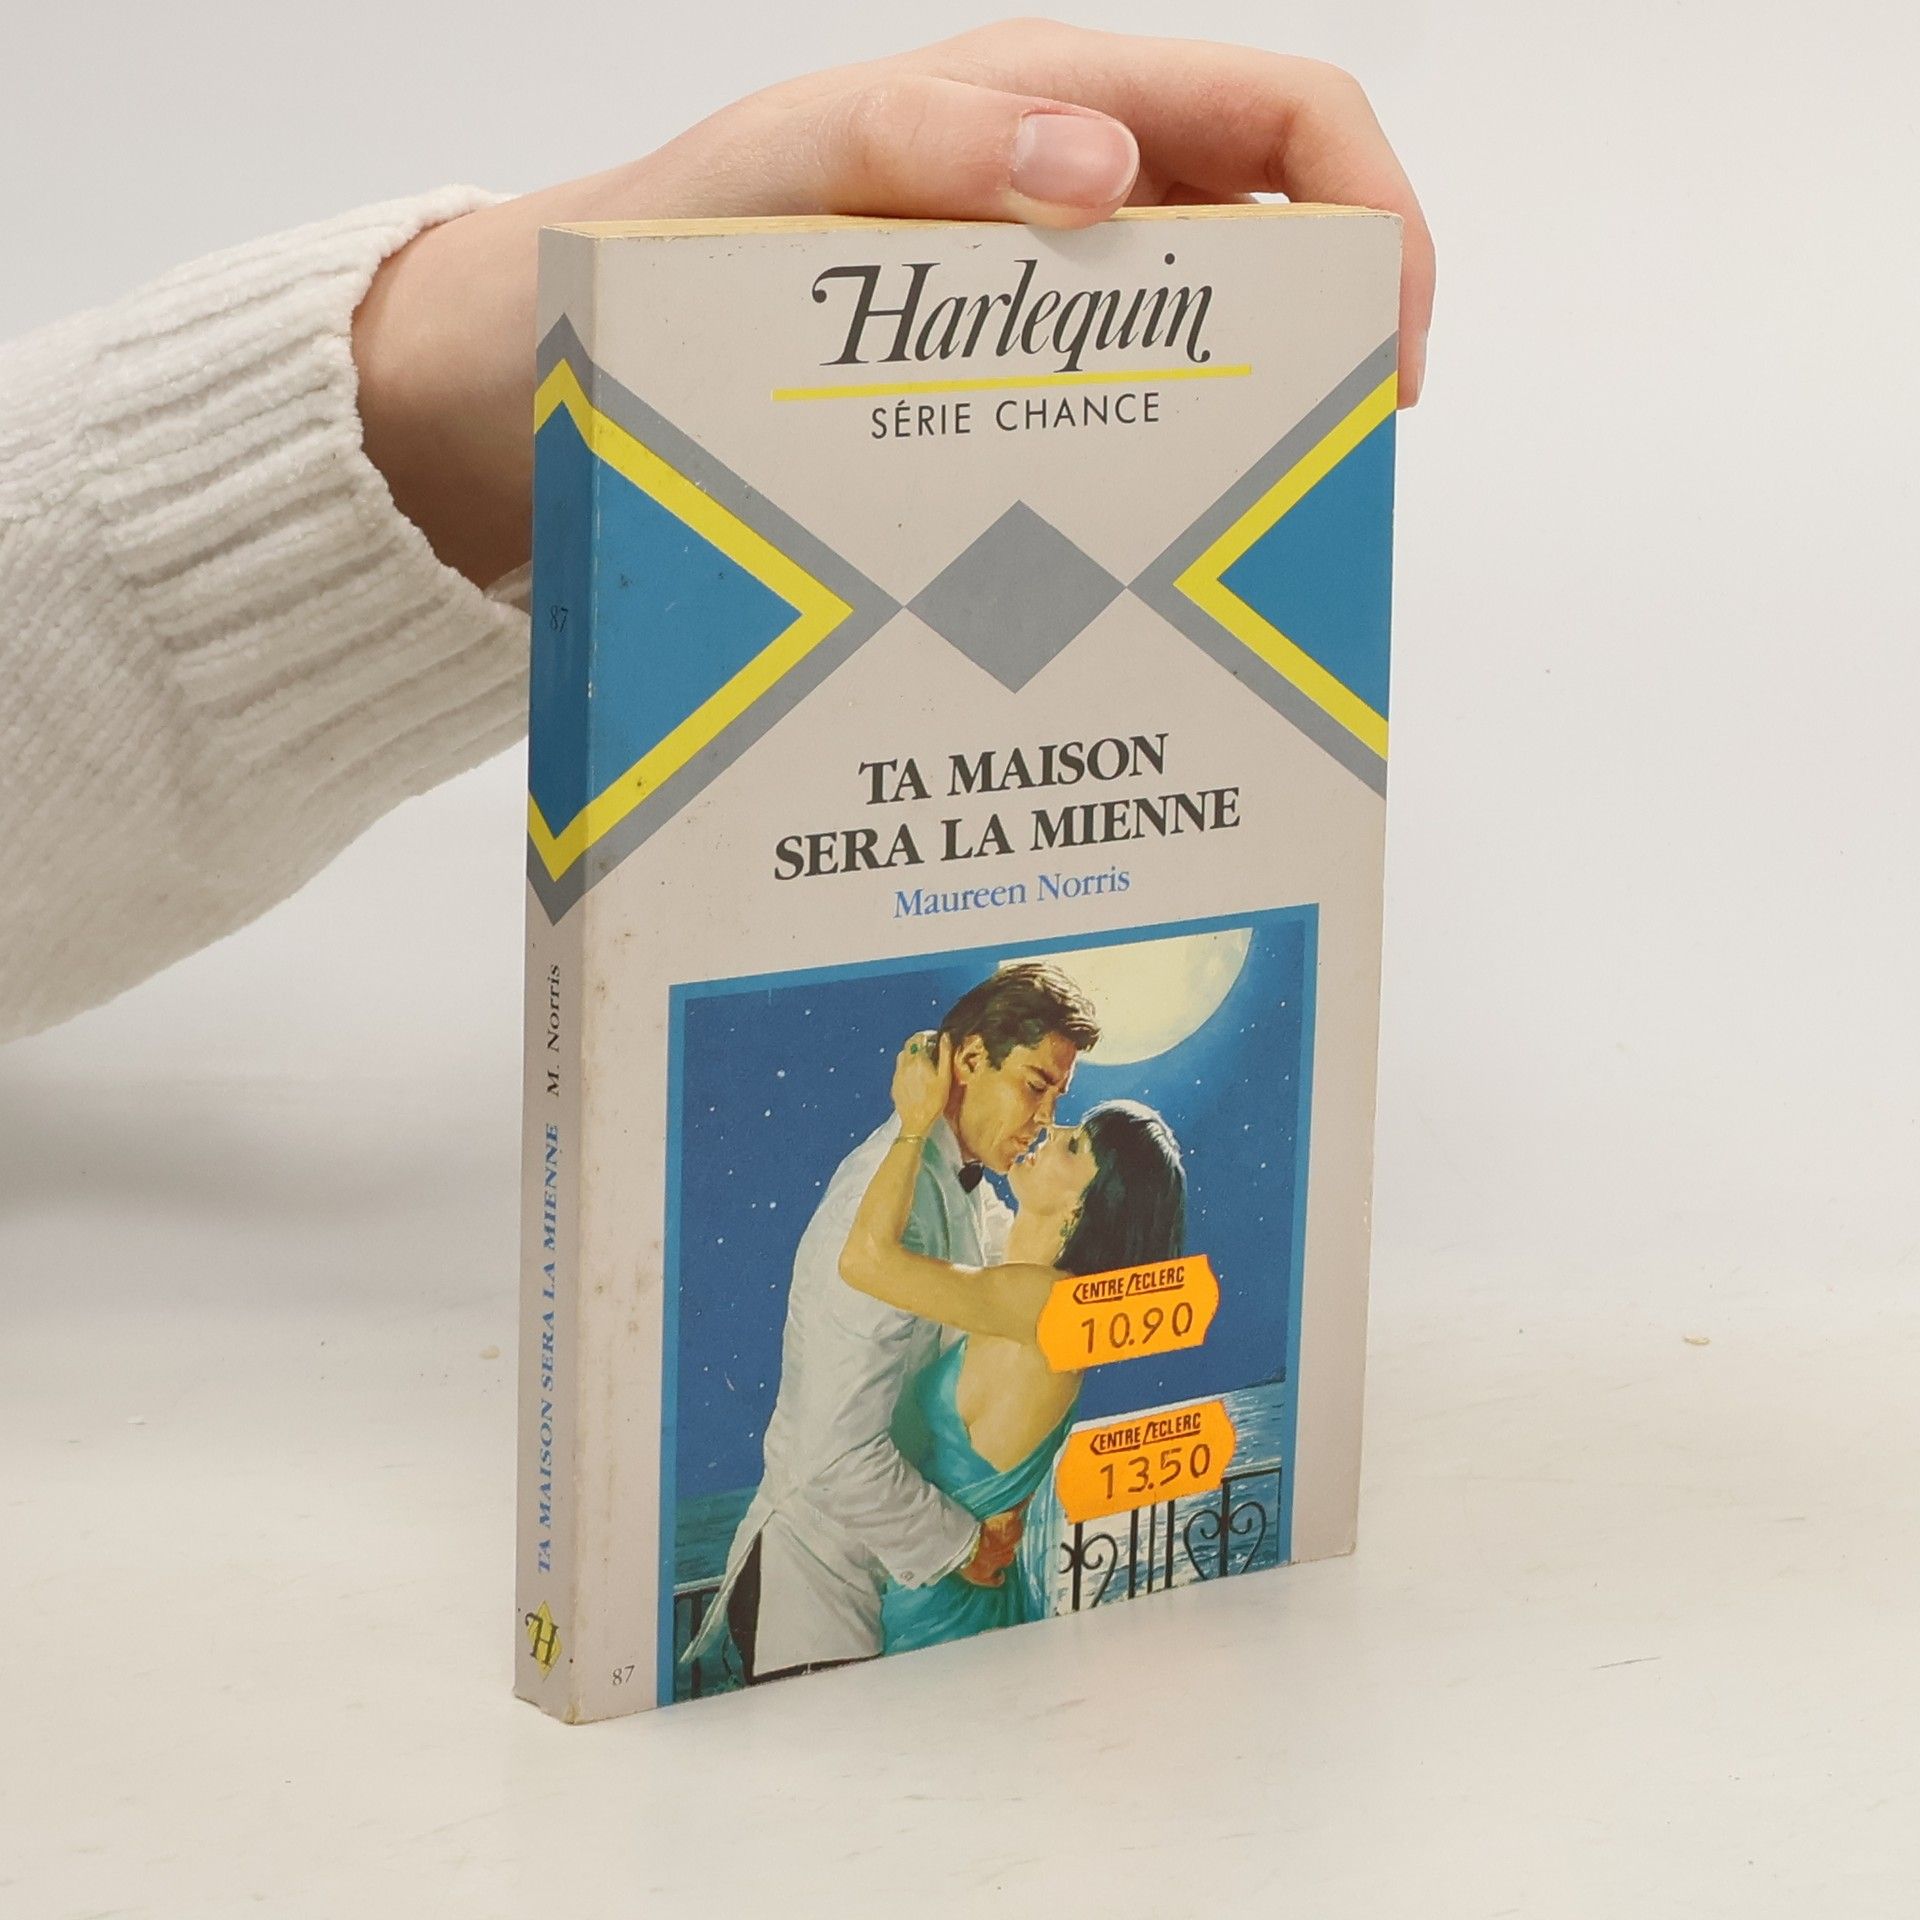 Harlequin
SÉRIE CHANCE
TA MAISON
SERA LA MIENNE
Maureen Norris
CENTRE LECLERC
10.90
CENTRE LECLERC
13.50
87
87
TA MAISON SERA LA MIENNE M. Norris
H